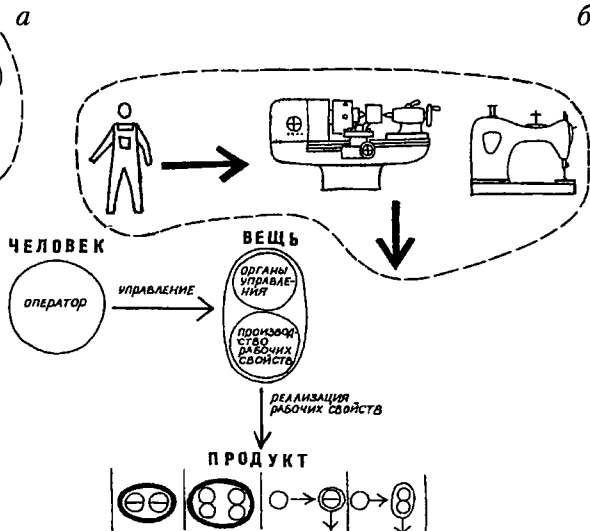 а б
ЧЕЛОВЕК ВЕЩЬ
ОПЕРАТОР
УПРАВЛЕНИЕ
ОРГАНЫ
УПРАВЛЕ-
НИЯ
ПРОИЗВОД-
СТВО
РАБОЧИХ
СВОЙСТВ
РЕАЛИЗАЦИЯ
РАБОЧИХ СВОЙСТВ
ПРОДУКТ